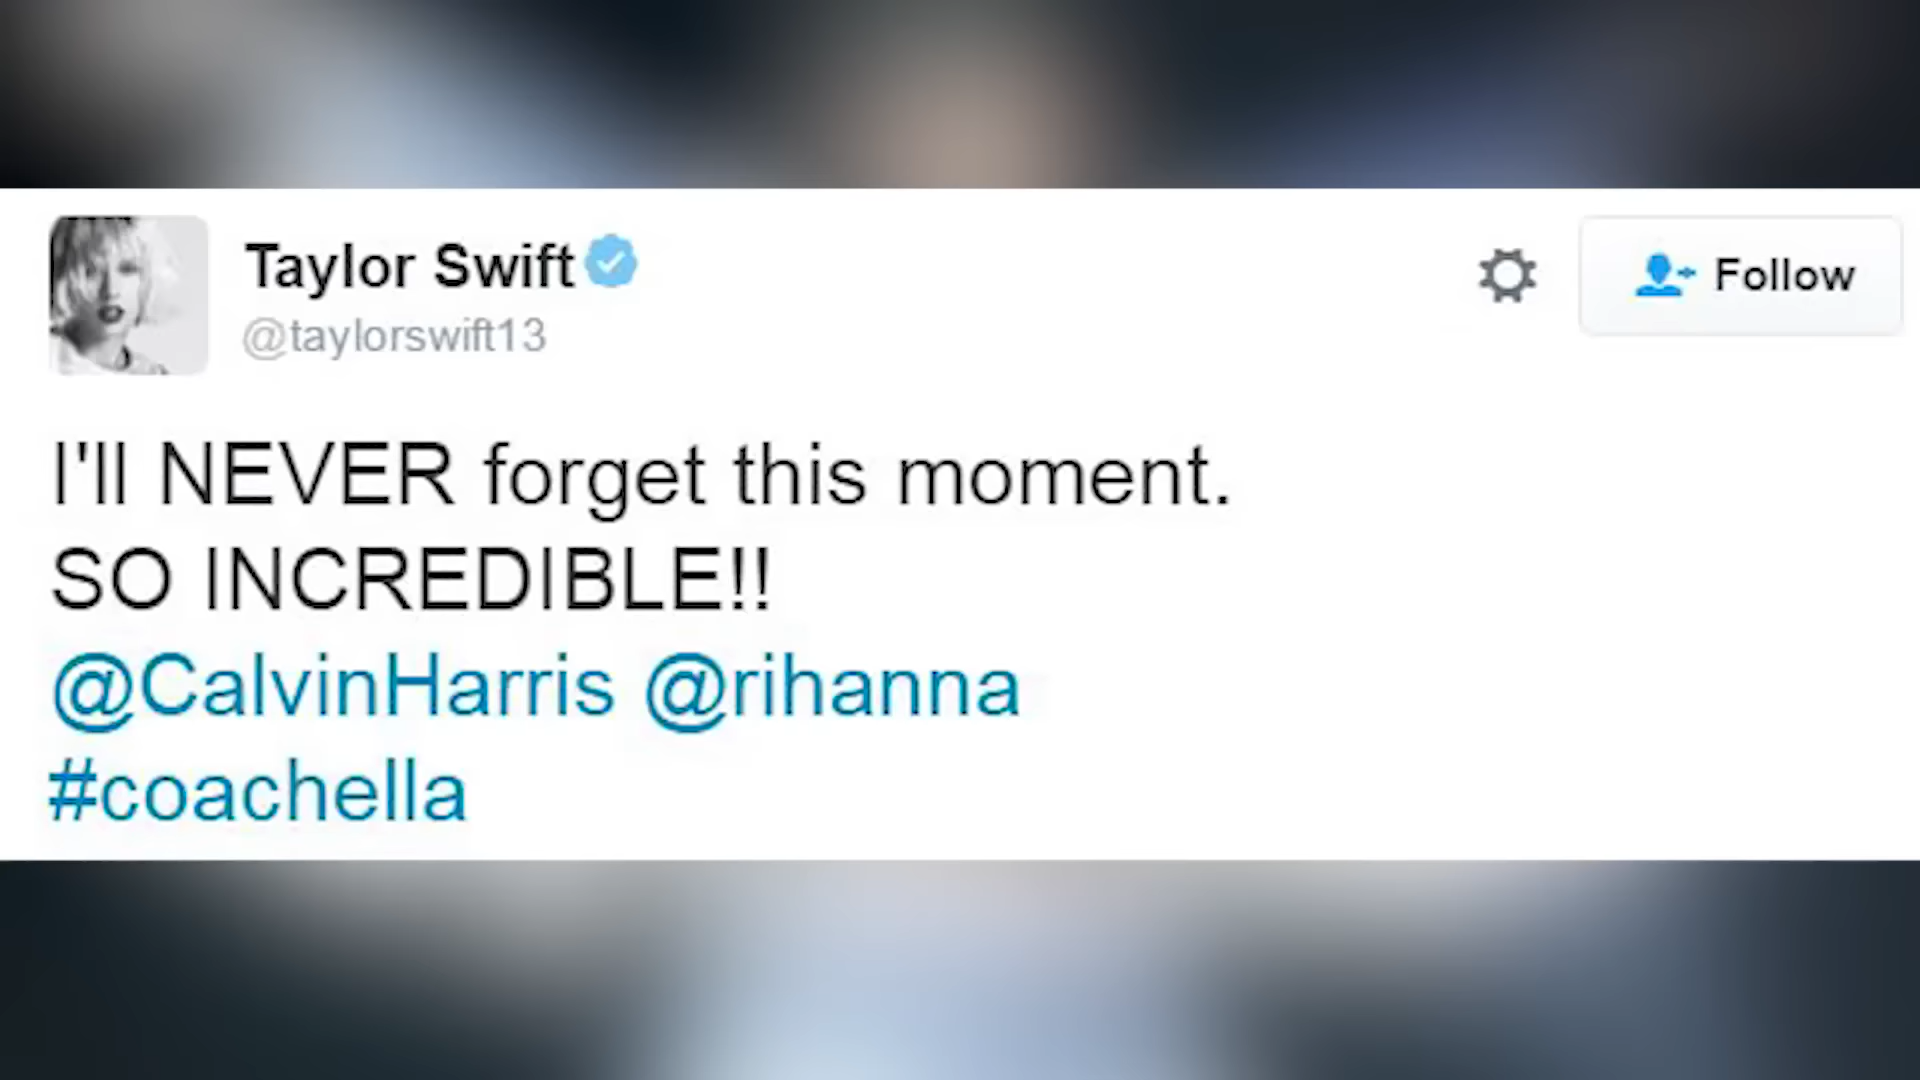 Taylor Swift
@taylorswift13
Follow
I'll NEVER forget this moment.
SO INCREDIBLE!!
@CalvinHarris @rihanna
#coachella